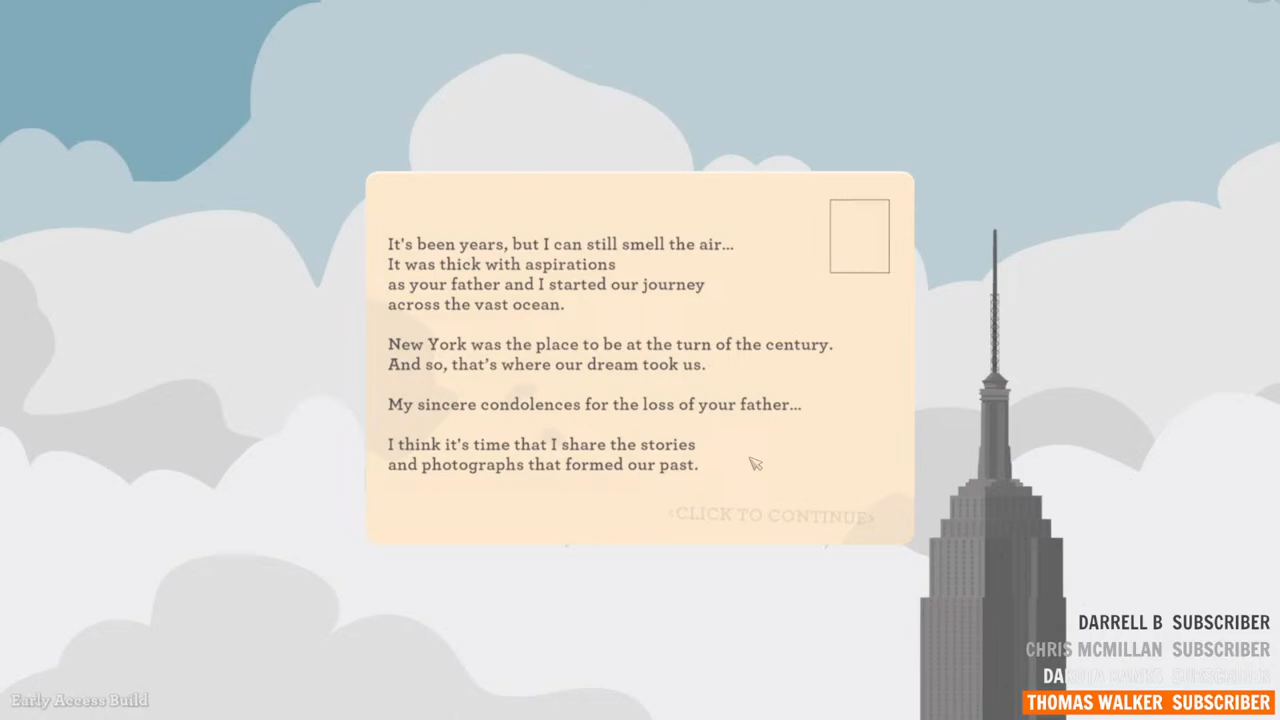 It's been years, but I can still smell the air...
It was thick with aspirations
as your father and I started our journey
across the vast ocean.
New York was the place to be at the turn of the century.
And so, that's where our dream took us.
My sincere condolences for the loss of your father...
I think it's time that I share the stories
and photographs that formed our past.
<CLICK TO CONTINUE>
DARRELL B SUBSCRIBER
CHRIS MCMILLAN SUBSCRIBER
SUBSCRIBER
THOMAS WALKER SUBSCRIBER
Early Access Build